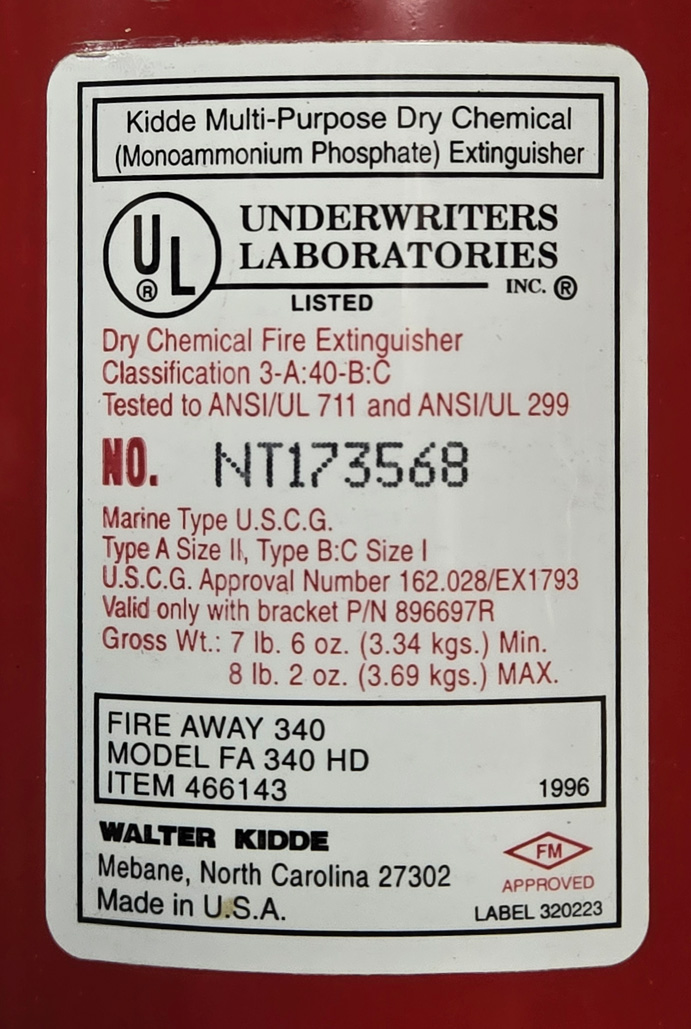 Kidde Multi-Purpose Dry Chemical
(Monoammonium Phosphate) Extinguisher
UL ®
UNDERWRITERS
LABORATORIES
INC. ®
LISTED
Dry Chemical Fire Extinguisher
Classification 3-A:40-B:C
Tested to ANSI/UL 711 and ANSI/UL 299
NO. NT173568
Marine Type U.S.C.G.
Type A Size II, Type B:C Size I
U.S.C.G. Approval Number 162.028/EX1793
Valid only with bracket P/N 896697R
Gross Wt.: 7 lb. 6 oz. (3.34 kgs.) Min.
8 lb. 2 oz. (3.69 kgs.) MAX.
FIRE AWAY 340
MODEL FA 340 HD
ITEM 466143 1996
WALTER KIDDE
Mebane, North Carolina 27302
Made in U.S.A.
FM
APPROVED
LABEL 320223